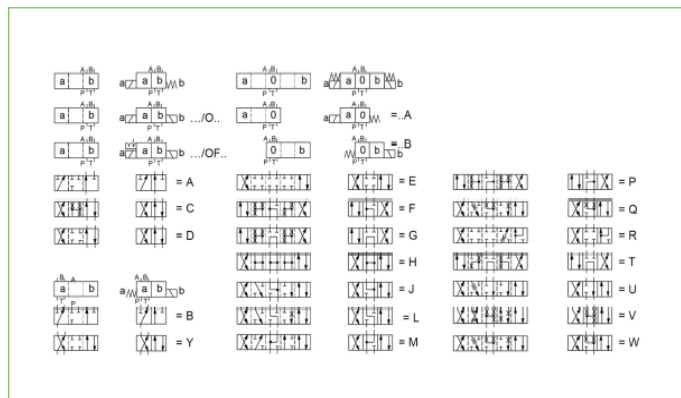 A B A B A B A B
a b a a b b a 0 b a a 0 b b
P T P T P T P T
A B A B A B A B
a b a a b b .../O.. a 0 a a 0 =..A
P T P T P T P T
A B A B A B A B
a b a a b b .../OF.. 0 b 0 b b =..B
P T P T P T P T
= A = E = P
= C = F = Q
= D = G = R
= H = T
B A A B
a b a a b b = J = U
T P P T
= B = L = V
= Y = M = W